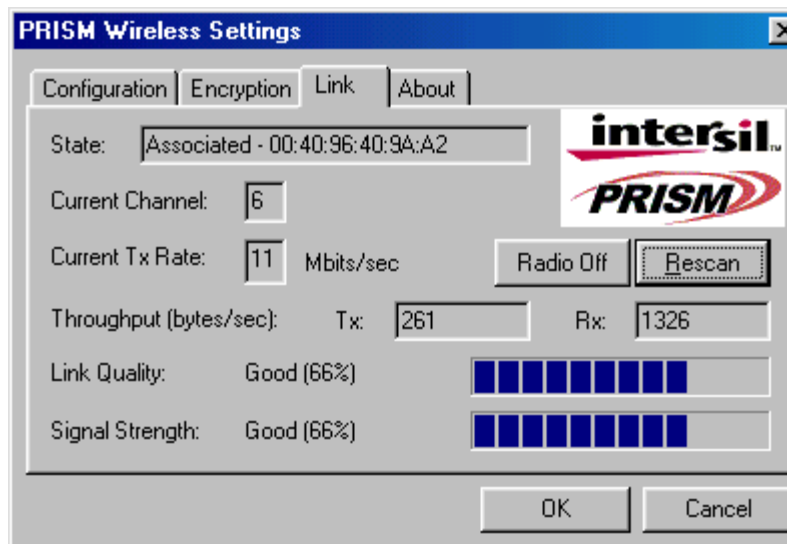 PRISM Wireless Settings
Configuration Encryption Link About
intersil™
PRISM
State: Associated - 00:40:96:40:9A:A2
Current Channel: 6
Current Tx Rate: 11 Mbits/sec Radio Off Rescan
Throughput (bytes/sec): Tx: 261 Rx: 1326
Link Quality: Good (66%)
Signal Strength: Good (66%)
OK Cancel